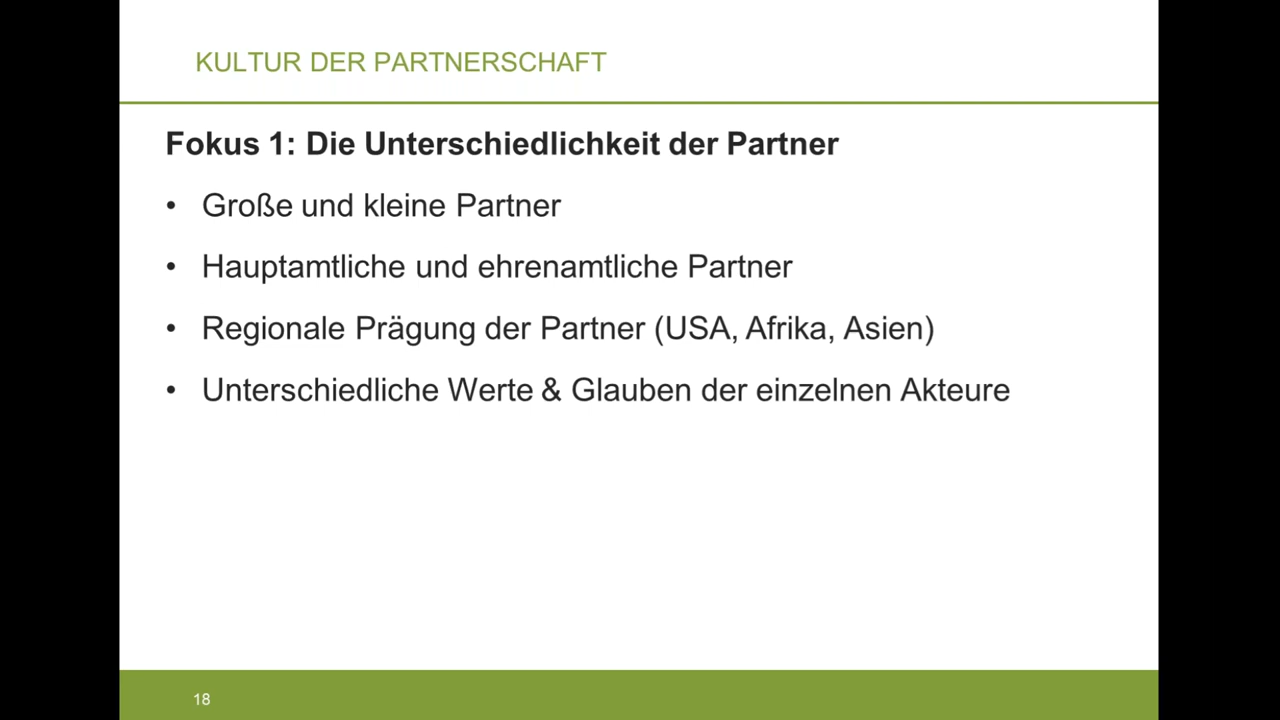 KULTUR DER PARTNERSCHAFT
Fokus 1: Die Unterschiedlichkeit der Partner
• Große und kleine Partner
• Hauptamtliche und ehrenamtliche Partner
• Regionale Prägung der Partner (USA, Afrika, Asien)
• Unterschiedliche Werte & Glauben der einzelnen Akteure
18